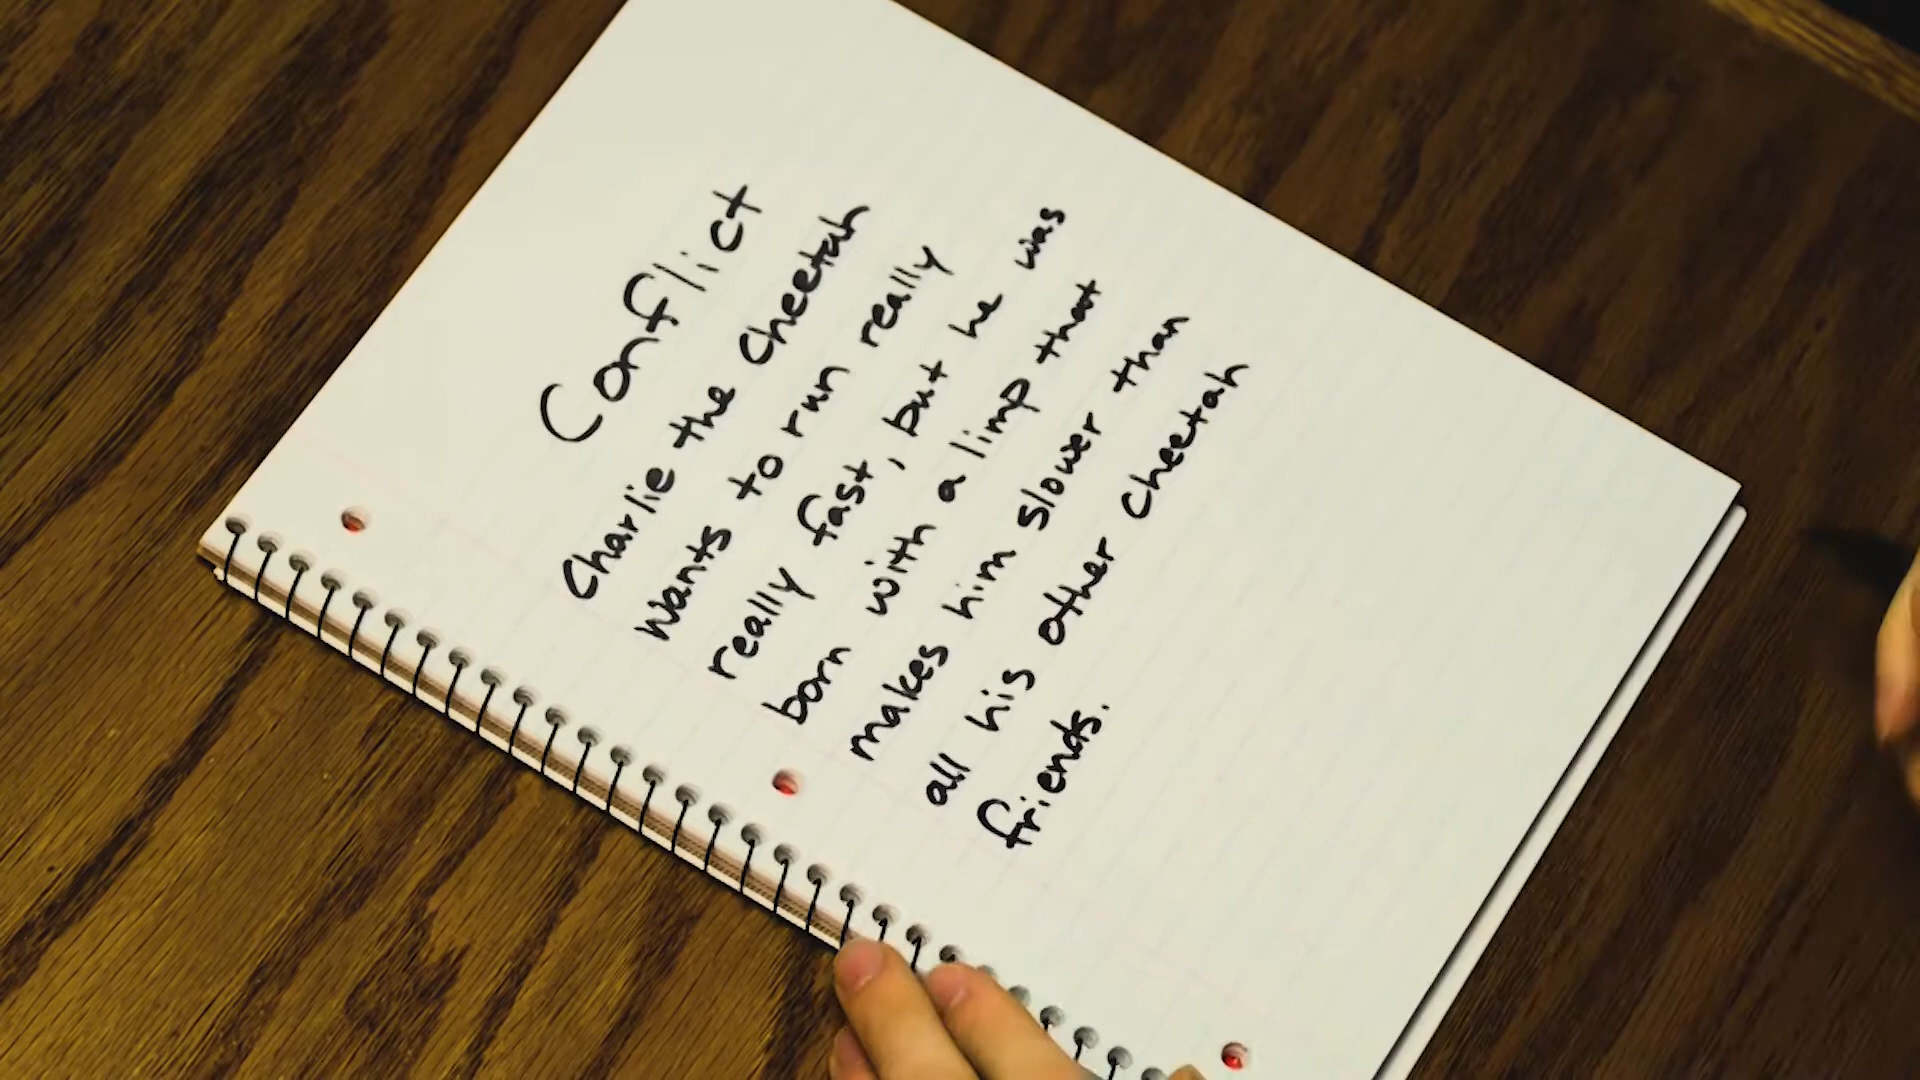 Conflict
Charlie the Cheetah
wants to run really
really fast, but he was
born with a limp that
makes him slower than
all his other cheetah
friends.